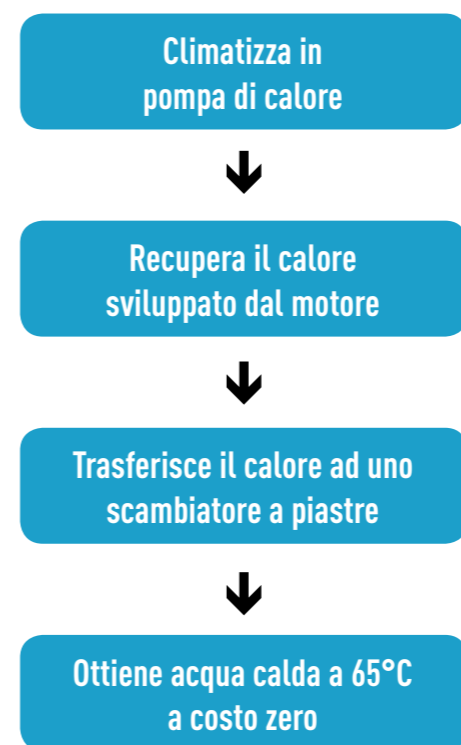 Climatizza in
pompa di calore
Recupera il calore
sviluppato dal motore
Trasferisce il calore ad uno
scambiatore a piastre
Ottiene acqua calda a 65°C
a costo zero